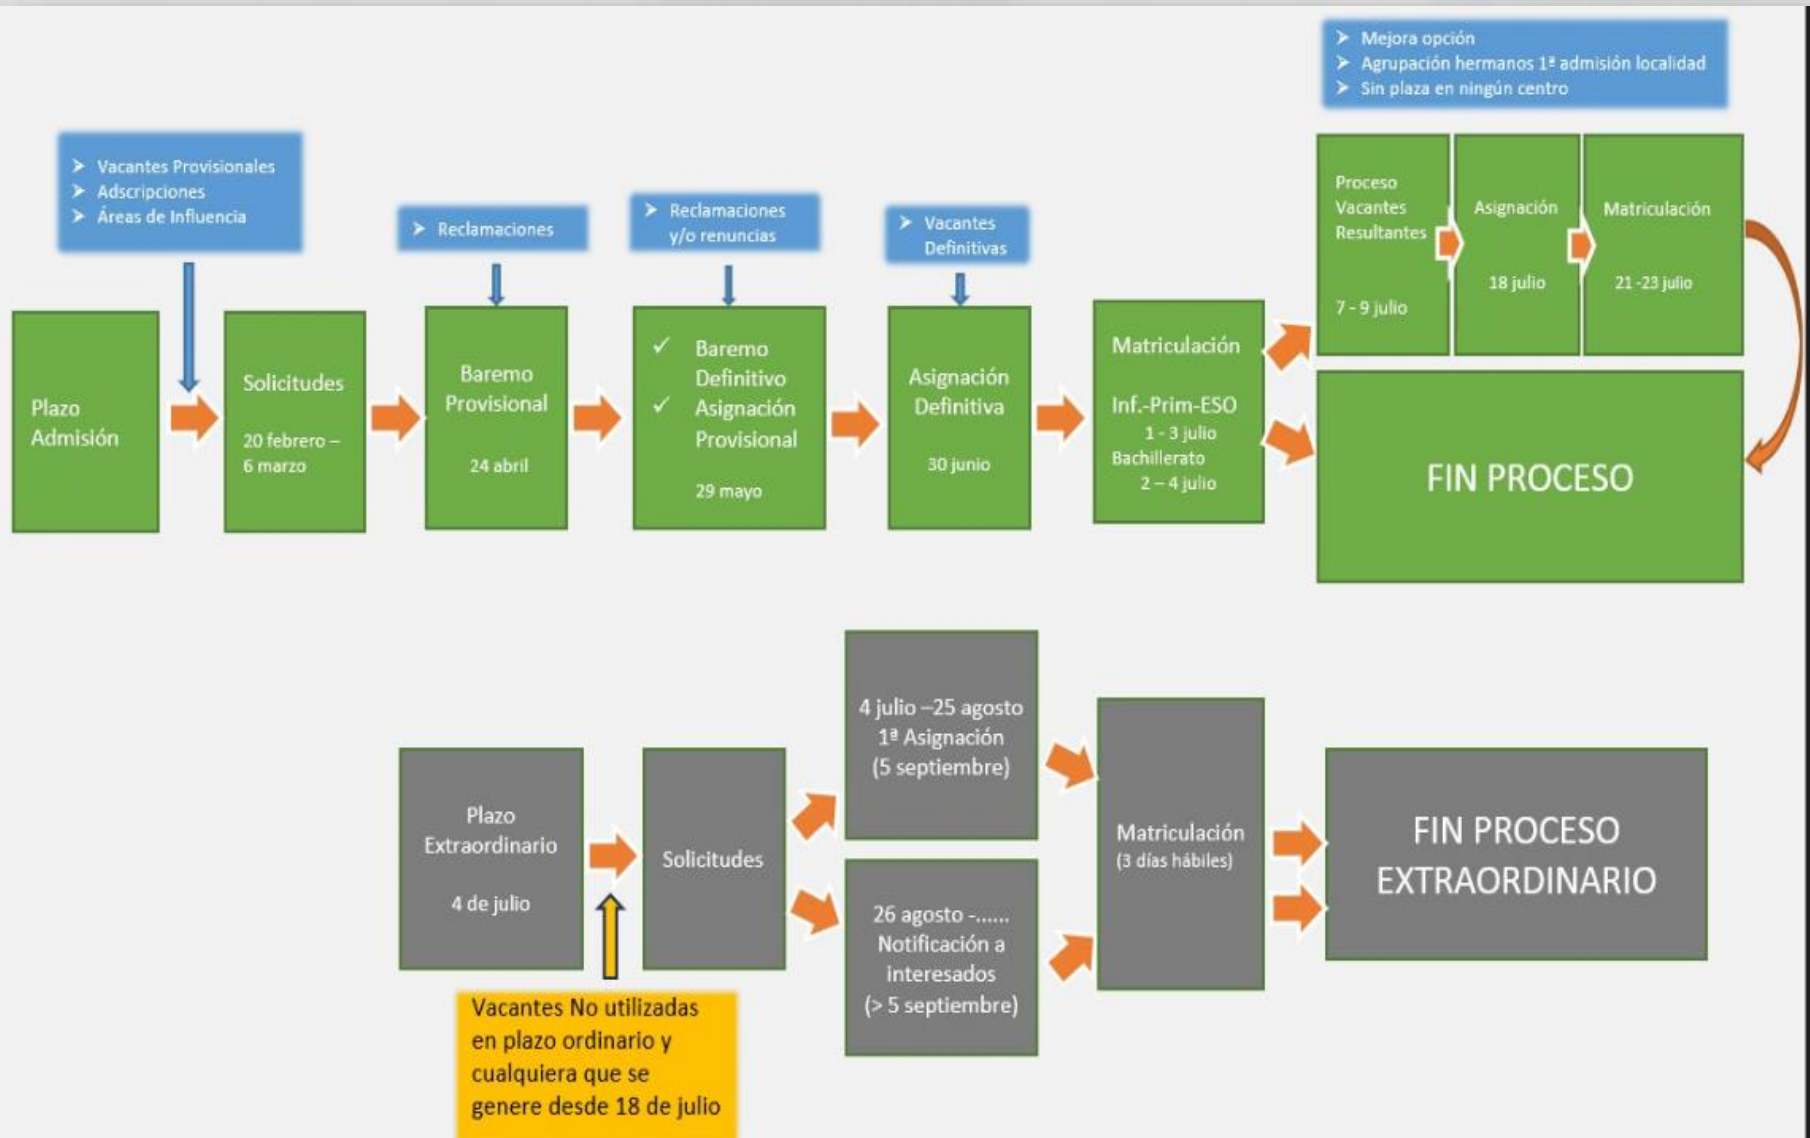 Mejora opción
Agrupación hermanos 1ª admisión localidad
Sin plaza en ningún centro
Vacantes Provisionales
Adscripciones
Áreas de Influencia
Reclamaciones
Reclamaciones
y/o renuncias
Vacantes
Definitivas
Plazo
Admisión
Solicitudes
20 febrero –
6 marzo
Baremo
Provisional
24 abril
Baremo
Definitivo
Asignación
Provisional
29 mayo
Asignación
Definitiva
30 junio
Matriculación
Inf.-Prim-ESO
1 - 3 julio
Bachillerato
2 – 4 julio
Proceso
Vacantes
Resultantes
7 - 9 julio
Asignación
18 julio
Matriculación
21 -23 julio
FIN PROCESO
Plazo
Extraordinario
4 de julio
Vacantes No utilizadas
en plazo ordinario y
cualquiera que se
genere desde 18 de julio
Solicitudes
4 julio –25 agosto
1ª Asignación
(5 septiembre)
26 agosto -......
Notificación a
interesados
(> 5 septiembre)
Matriculación
(3 días hábiles)
FIN PROCESO
EXTRAORDINARIO